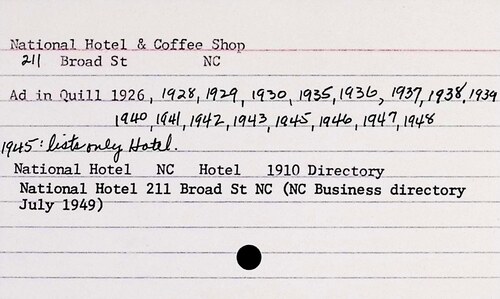 National Hotel & Coffee Shop
211 Broad St NC
Ad in Quill 1926, 1928, 1929, 1930, 1935, 1936, 1937, 1938, 1939
1940, 1941, 1942, 1943, 1945, 1946, 1947, 1948
1945: lists only Hotel.
National Hotel NC Hotel 1910 Directory
National Hotel 211 Broad St NC (NC Business directory
July 1949)